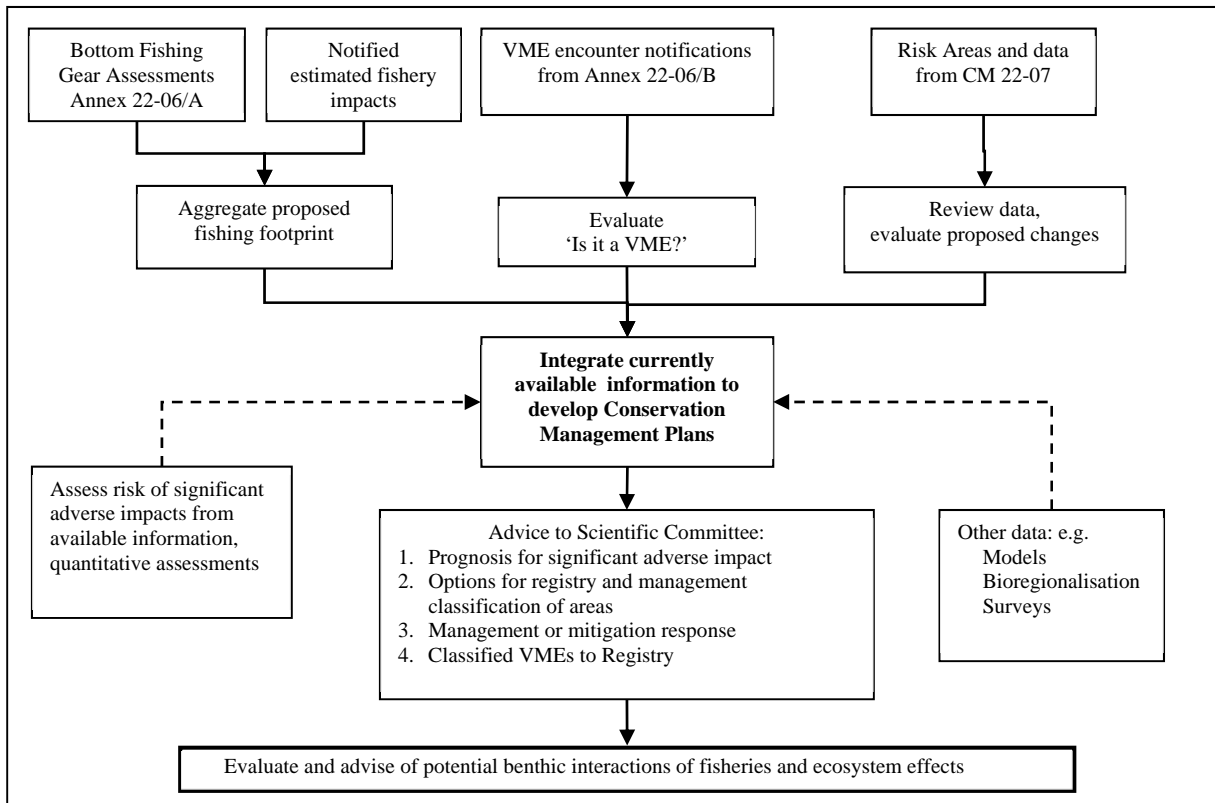 Bottom Fishing
Gear Assessments
Annex 22-06/A
Notified
estimated fishery
impacts
VME encounter notifications
from Annex 22-06/B
Risk Areas and data
from CM 22-07
Aggregate proposed
fishing footprint
Evaluate
‘Is it a VME?’
Review data,
evaluate proposed changes
Integrate currently
available information to
develop Conservation
Management Plans
Assess risk of significant
adverse impacts from
available information,
quantitative assessments
Advice to Scientific Committee:
1. Prognosis for significant adverse impact
2. Options for registry and management
classification of areas
3. Management or mitigation response
4. Classified VMEs to Registry
Other data: e.g.
Models
Bioregionalisation
Surveys
Evaluate and advise of potential benthic interactions of fisheries and ecosystem effects